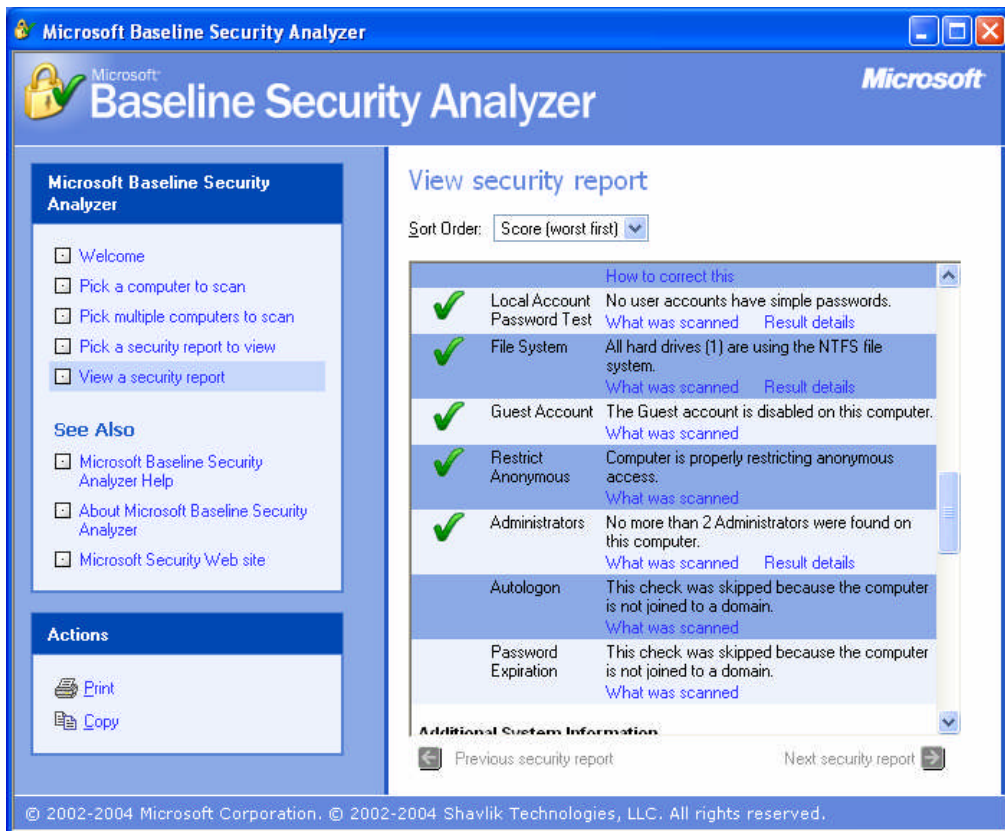 Microsoft Baseline Security Analyzer
Microsoft
Baseline Security Analyzer
Microsoft
Microsoft Baseline Security
Analyzer
Welcome
Pick a computer to scan
Pick multiple computers to scan
Pick a security report to view
View a security report
See Also
Microsoft Baseline Security
Analyzer Help
About Microsoft Baseline Security
Analyzer
Microsoft Security Web site
Actions
Print
Copy
View security report
Sort Order: Score (worst first)
How to correct this
Local Account
Password Test
No user accounts have simple passwords.
What was scanned Result details
File System
All hard drives (1) are using the NTFS file
system.
What was scanned Result details
Guest Account
The Guest account is disabled on this computer.
What was scanned
Restrict
Anonymous
Computer is properly restricting anonymous
access.
What was scanned
Administrators
No more than 2 Administrators were found on
this computer.
What was scanned Result details
Autologon
This check was skipped because the computer
is not joined to a domain.
What was scanned
Password
Expiration
This check was skipped because the computer
is not joined to a domain.
What was scanned
Additional System Information
Previous security report
Next security report
© 2002-2004 Microsoft Corporation. © 2002-2004 Shavlik Technologies, LLC. All rights reserved.